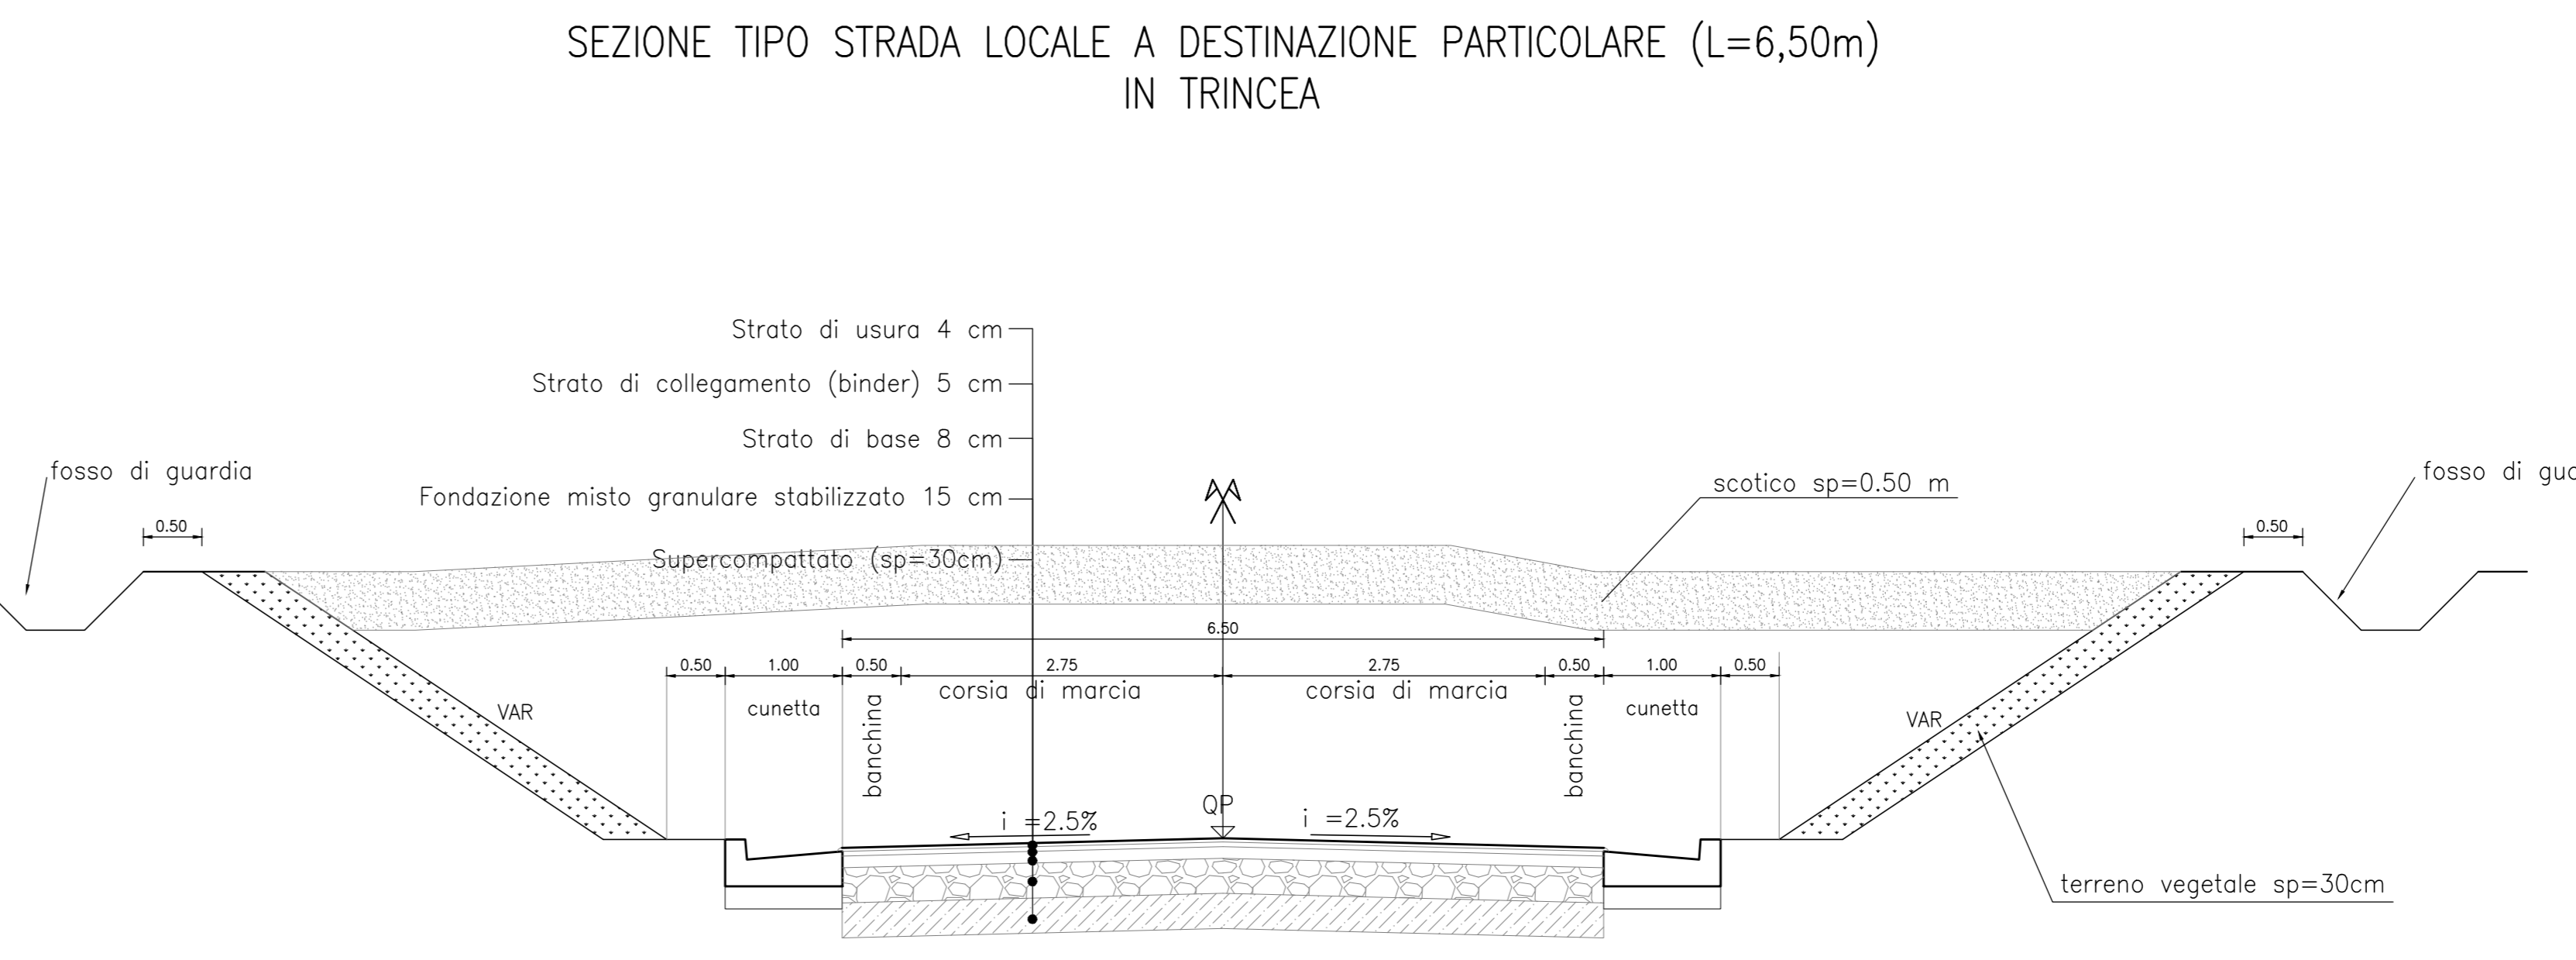 SEZIONE TIPO STRADA LOCALE A DESTINAZIONE PARTICOLARE (L=6,50m)
IN TRINCEA
Strato di usura 4 cm
Strato di collegamento (binder) 5 cm
Strato di base 8 cm
fosso di guardia
fosso di
scotico sp=0.50 m
Fondazione misto granulare stabilizzato 15 cm
0.50
0.50
Supercompattato (sp=30cm)
6.50
0.50
1.00
0.50
2.75
2.75
0.50
1.00
0.50
corsia di marcia
corsia di marcia
cunetta
cunetta
VAR
VAR
banchina
banchina
QP
i =2.5%
i =2.5%
terreno vegetale sp=30cm